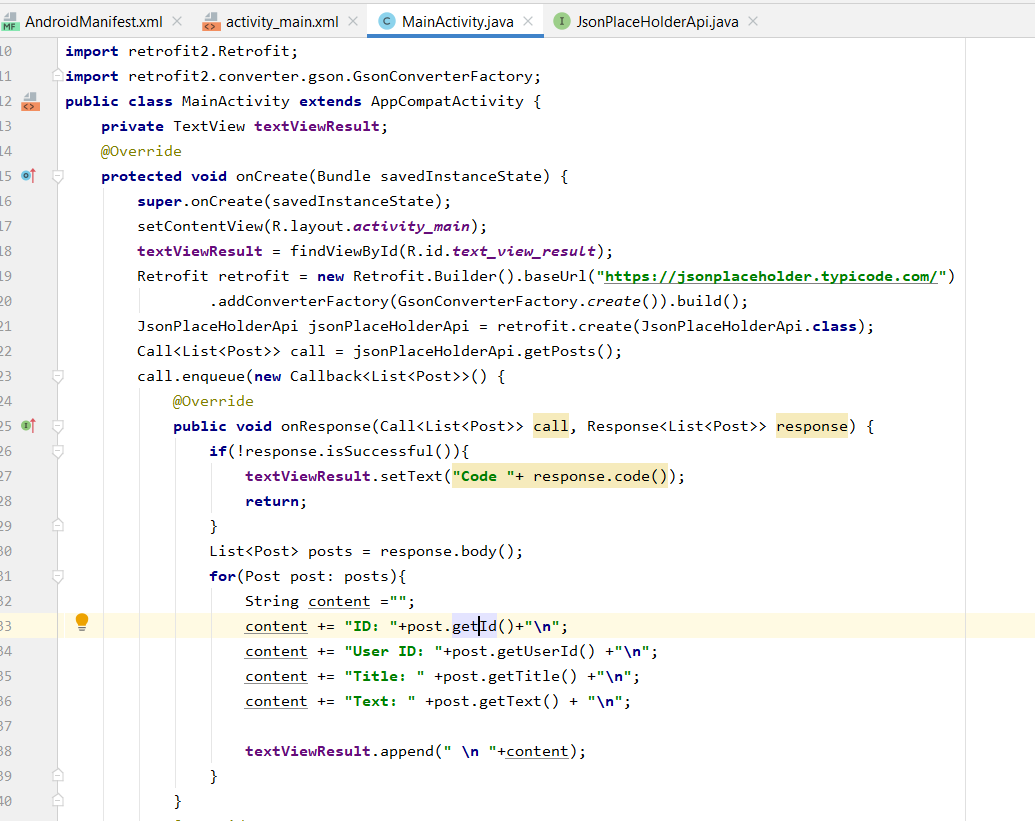 AndroidManifest.xml activity_main.xml MainActivity.java JsonPlaceHolderApi.java
10 import retrofit2.Retrofit;
11 import retrofit2.converter.gson.GsonConverterFactory;
12 public class MainActivity extends AppCompatActivity {
13 private TextView textViewResult;
14 @Override
15 protected void onCreate(Bundle savedInstanceState) {
16 super.onCreate(savedInstanceState);
17 setContentView(R.layout.activity_main);
18 textViewResult = findViewById(R.id.text_view_result);
19 Retrofit retrofit = new Retrofit.Builder().baseUrl("https://jsonplaceholder.typicode.com/")
20 .addConverterFactory(GsonConverterFactory.create()).build();
21 JsonPlaceHolderApi jsonPlaceHolderApi = retrofit.create(JsonPlaceHolderApi.class);
22 Call<List<Post>> call = jsonPlaceHolderApi.getPosts();
23 call.enqueue(new Callback<List<Post>>() {
24 @Override
25 public void onResponse(Call<List<Post>> call, Response<List<Post>> response) {
26 if(!response.isSuccessful()){
27 textViewResult.setText("Code "+ response.code());
28 return;
29 }
30 List<Post> posts = response.body();
31 for(Post post: posts){
32 String content ="";
33 content += "ID: "+post.getId()+"\n";
34 content += "User ID: "+post.getUserId() +"\n";
35 content += "Title: " +post.getTitle() +"\n";
36 content += "Text: " +post.getText() + "\n";
37
38 textViewResult.append(" \n "+content);
39 }
40 }